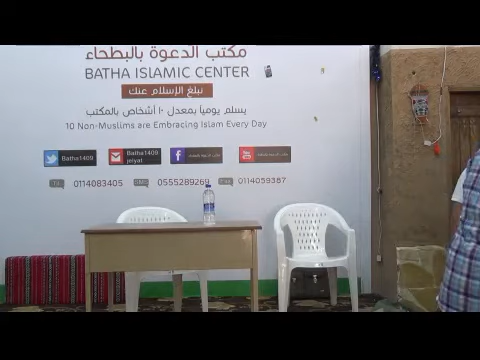 مكتب الدعوة بالبطحاء
BATHA ISLAMIC CENTER
نبلغ الإسلام عنك
يسلم يومياً بمعدل ١٠ أشخاص بالمكتب
10 Non-Muslims are Embracing Islam Every Day
Batha1409
Batha1409
jaliyat
0114083405
0555289269
0114059387